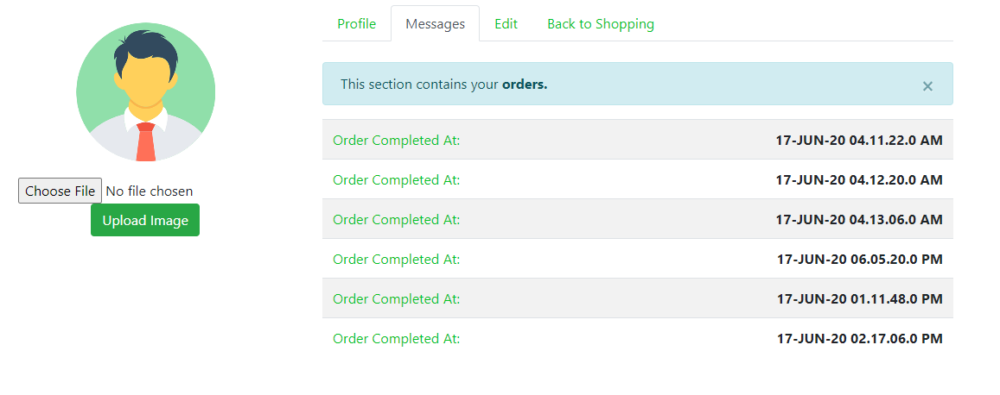 Profile Messages Edit Back to Shopping
This section contains your orders. ×
Order Completed At: 17-JUN-20 04.11.22.0 AM
Order Completed At: 17-JUN-20 04.12.20.0 AM
Order Completed At: 17-JUN-20 04.13.06.0 AM
Order Completed At: 17-JUN-20 06.05.20.0 PM
Order Completed At: 17-JUN-20 01.11.48.0 PM
Order Completed At: 17-JUN-20 02.17.06.0 PM
Choose File No file chosen
Upload Image